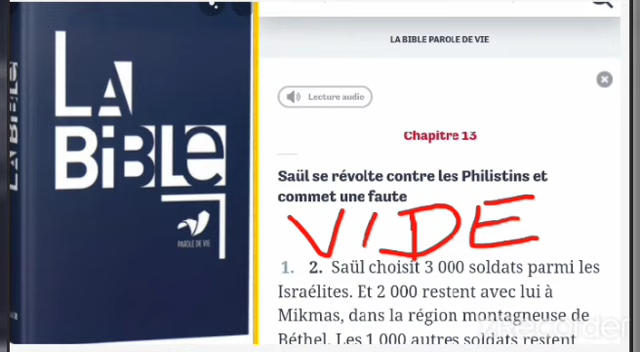 LA
BiBLe
PAROLE DE VIE
LA BIBLE
LA BIBLE PAROLE DE VIE
Lecture audio
Chapitre 13
Saül se révolte contre les Philistins et
commet une faute
VIDE
1. 2. Saül choisit 3 000 soldats parmi les
Israélites. Et 2 000 restent avec lui à
Mikmas, dans la région montagneuse de
Béthel. Les 1 000 autres soldats restent